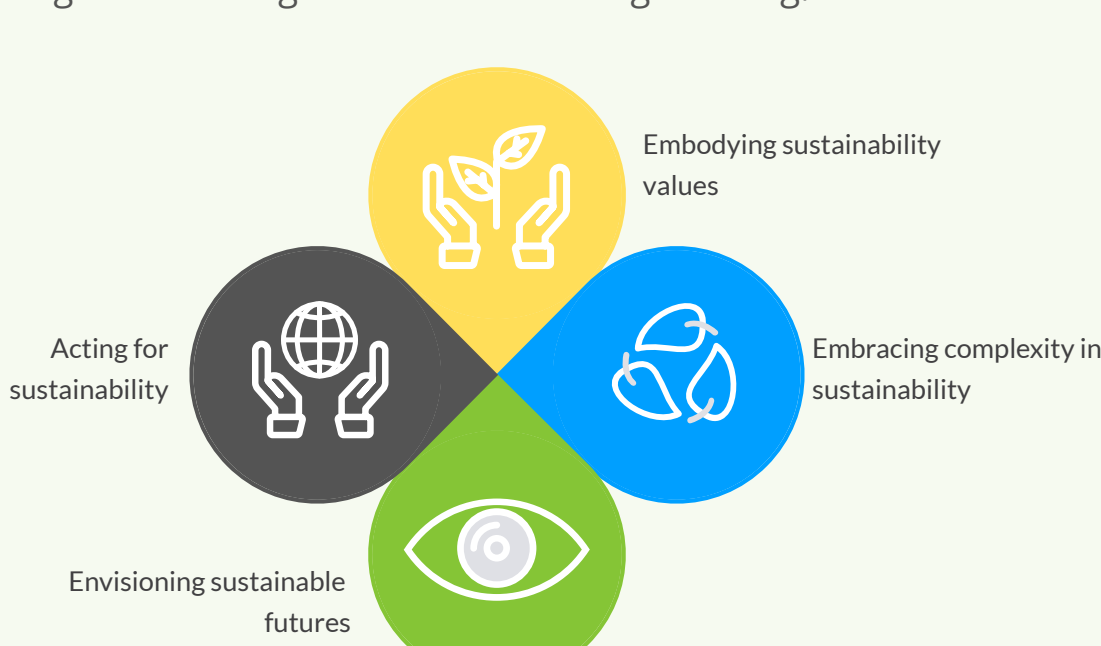 Embodying sustainability
values
Acting for
sustainability
Embracing complexity in
sustainability
Envisioning sustainable
futures